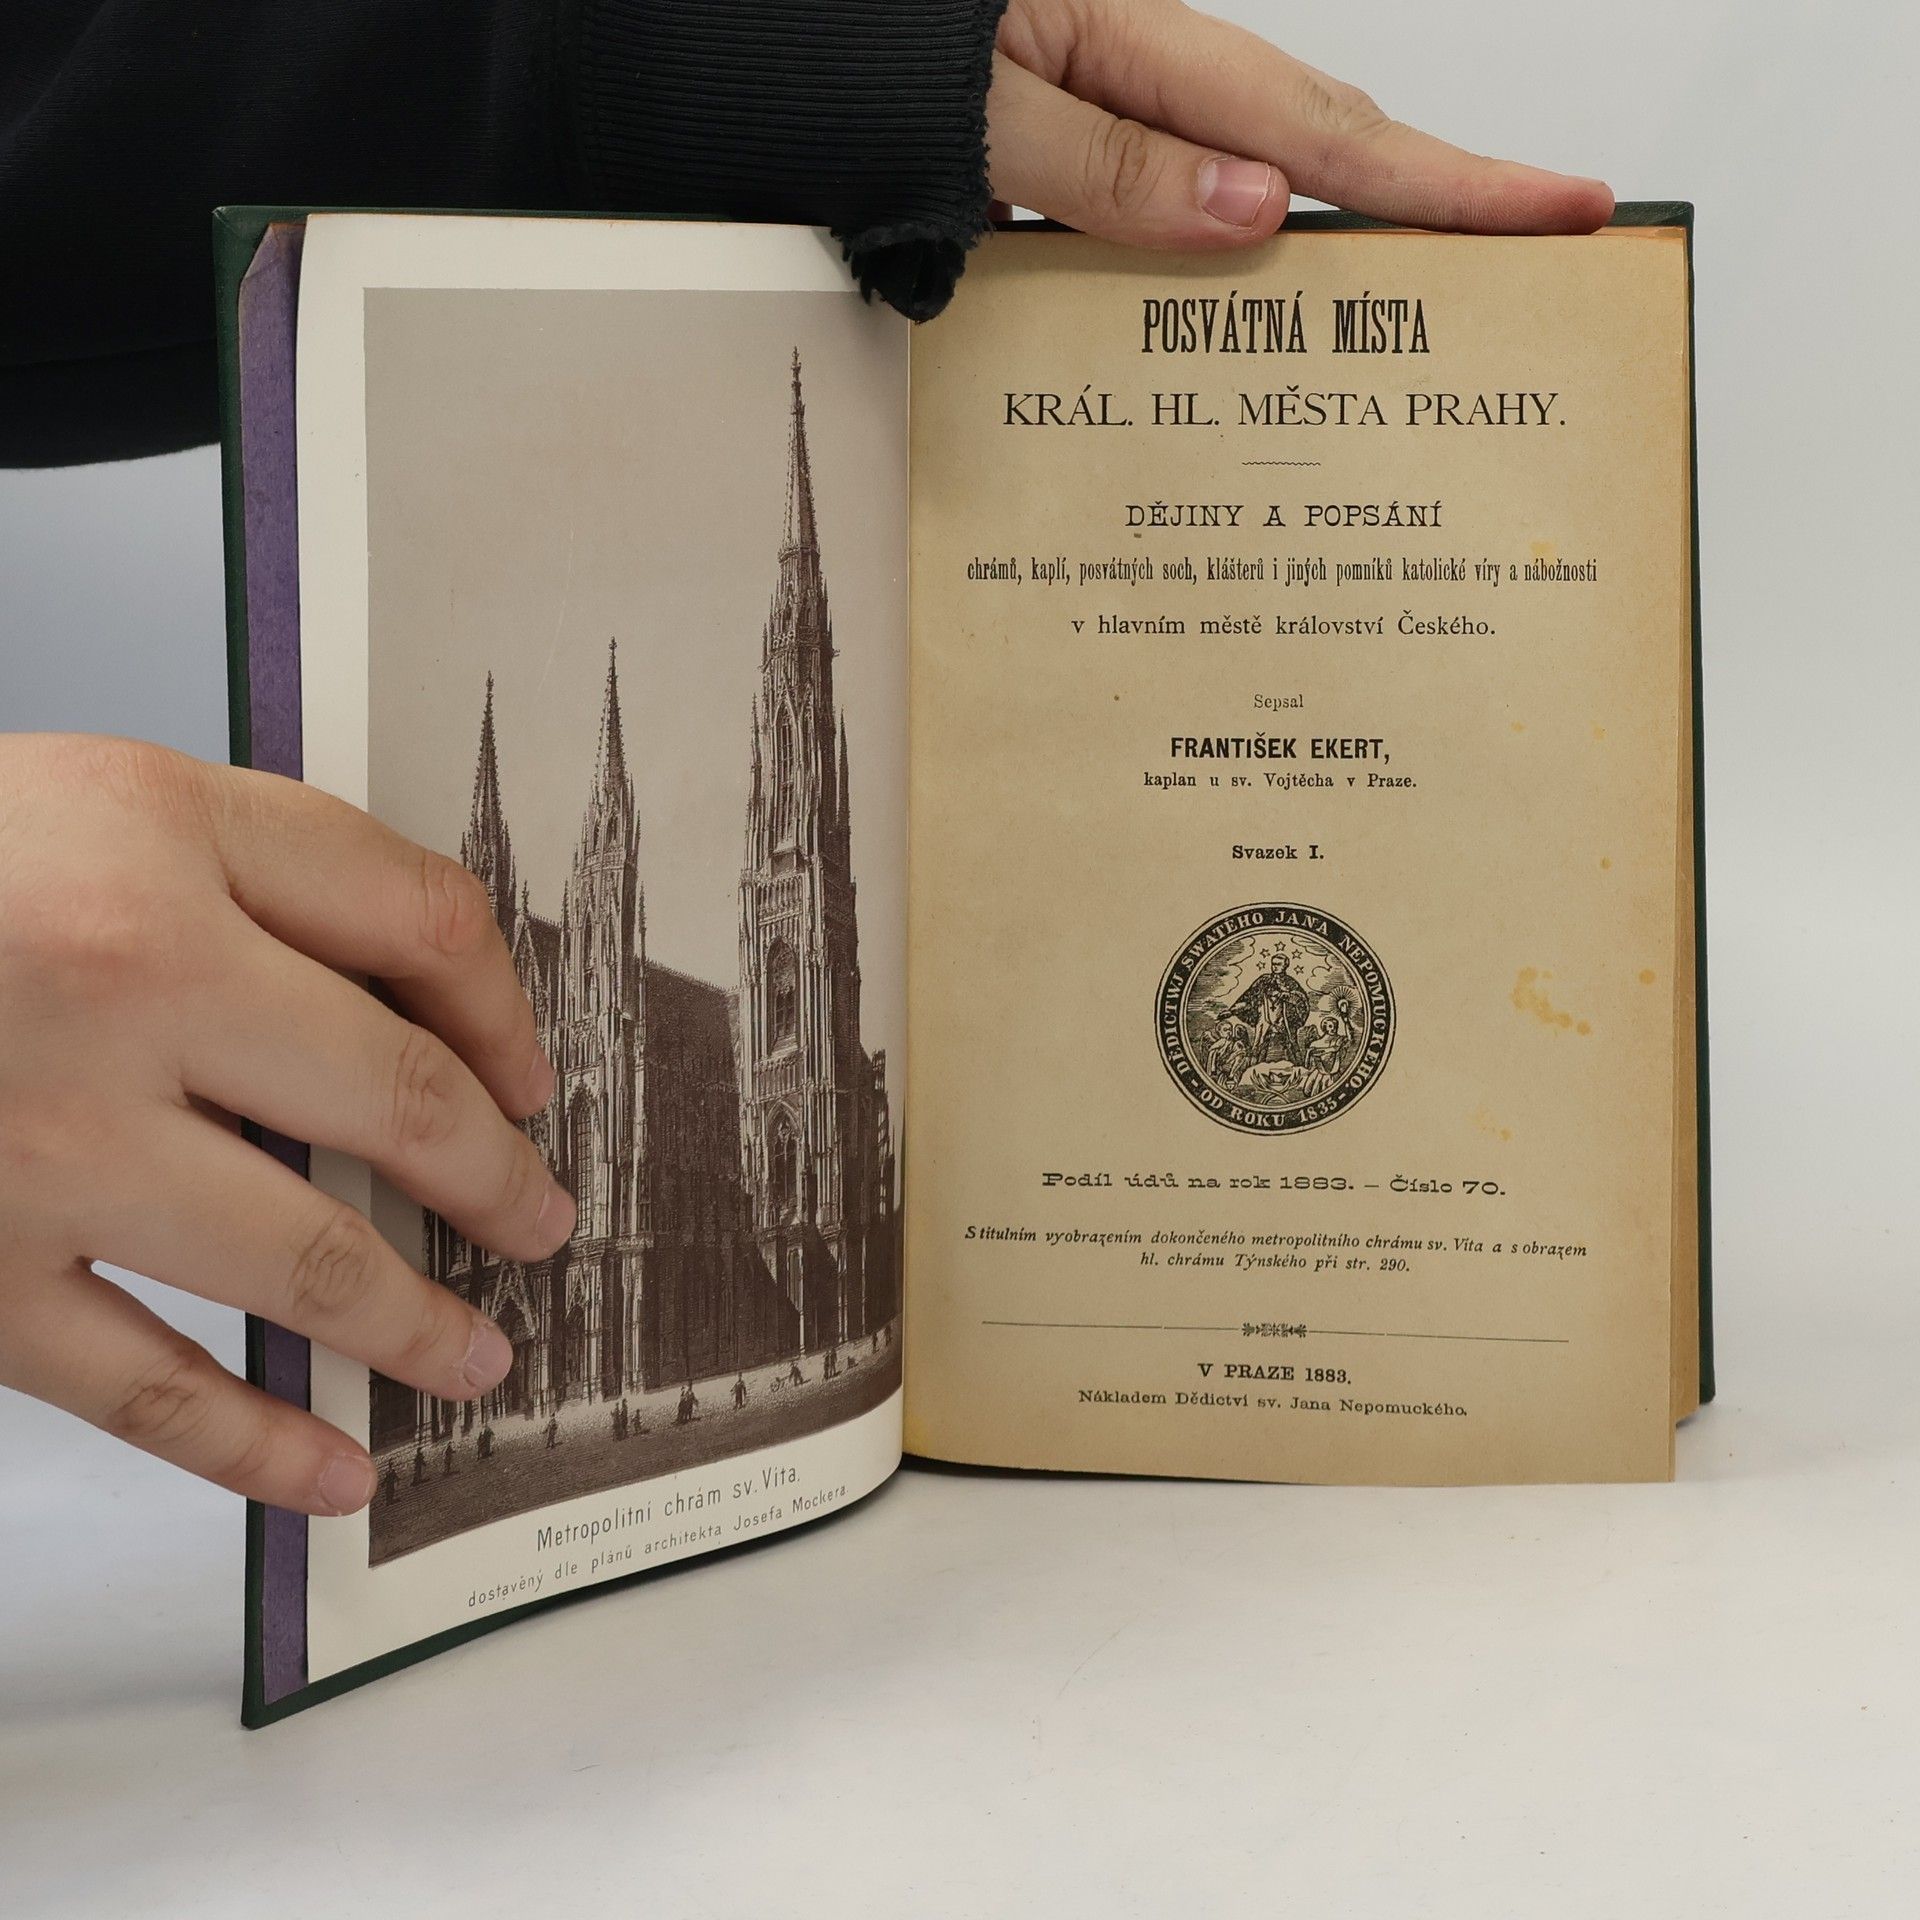 Metropolitní chrám sv. Víta.
dostavěný dle plánů architekta Josefa Mockera.
POSVÁTNÁ MÍSTA
KRÁL. HL. MĚSTA PRAHY.
DĚJINY A POPSÁNÍ
chrámů, kaplí, posvátných soch, klášterů i jiných pomníků katolické víry a nábožnosti
v hlavním městě království Českého.
Sepsal
FRANTIŠEK EKERT,
kaplan u sv. Vojtěcha v Praze.
Svazek I.
DĚDICTWJ SWATÉHO JANA NEPOMUCKÉHO.
- OD ROKU 1835 -
Podíl údů na rok 1883. — Číslo 70.
S titulním vyobrazením dokončeného metropolitního chrámu sv. Víta a s obrazem
hl. chrámu Týnského při str. 290.
V PRAZE 1883.
Nákladem Dědictví sv. Jana Nepomuckého.